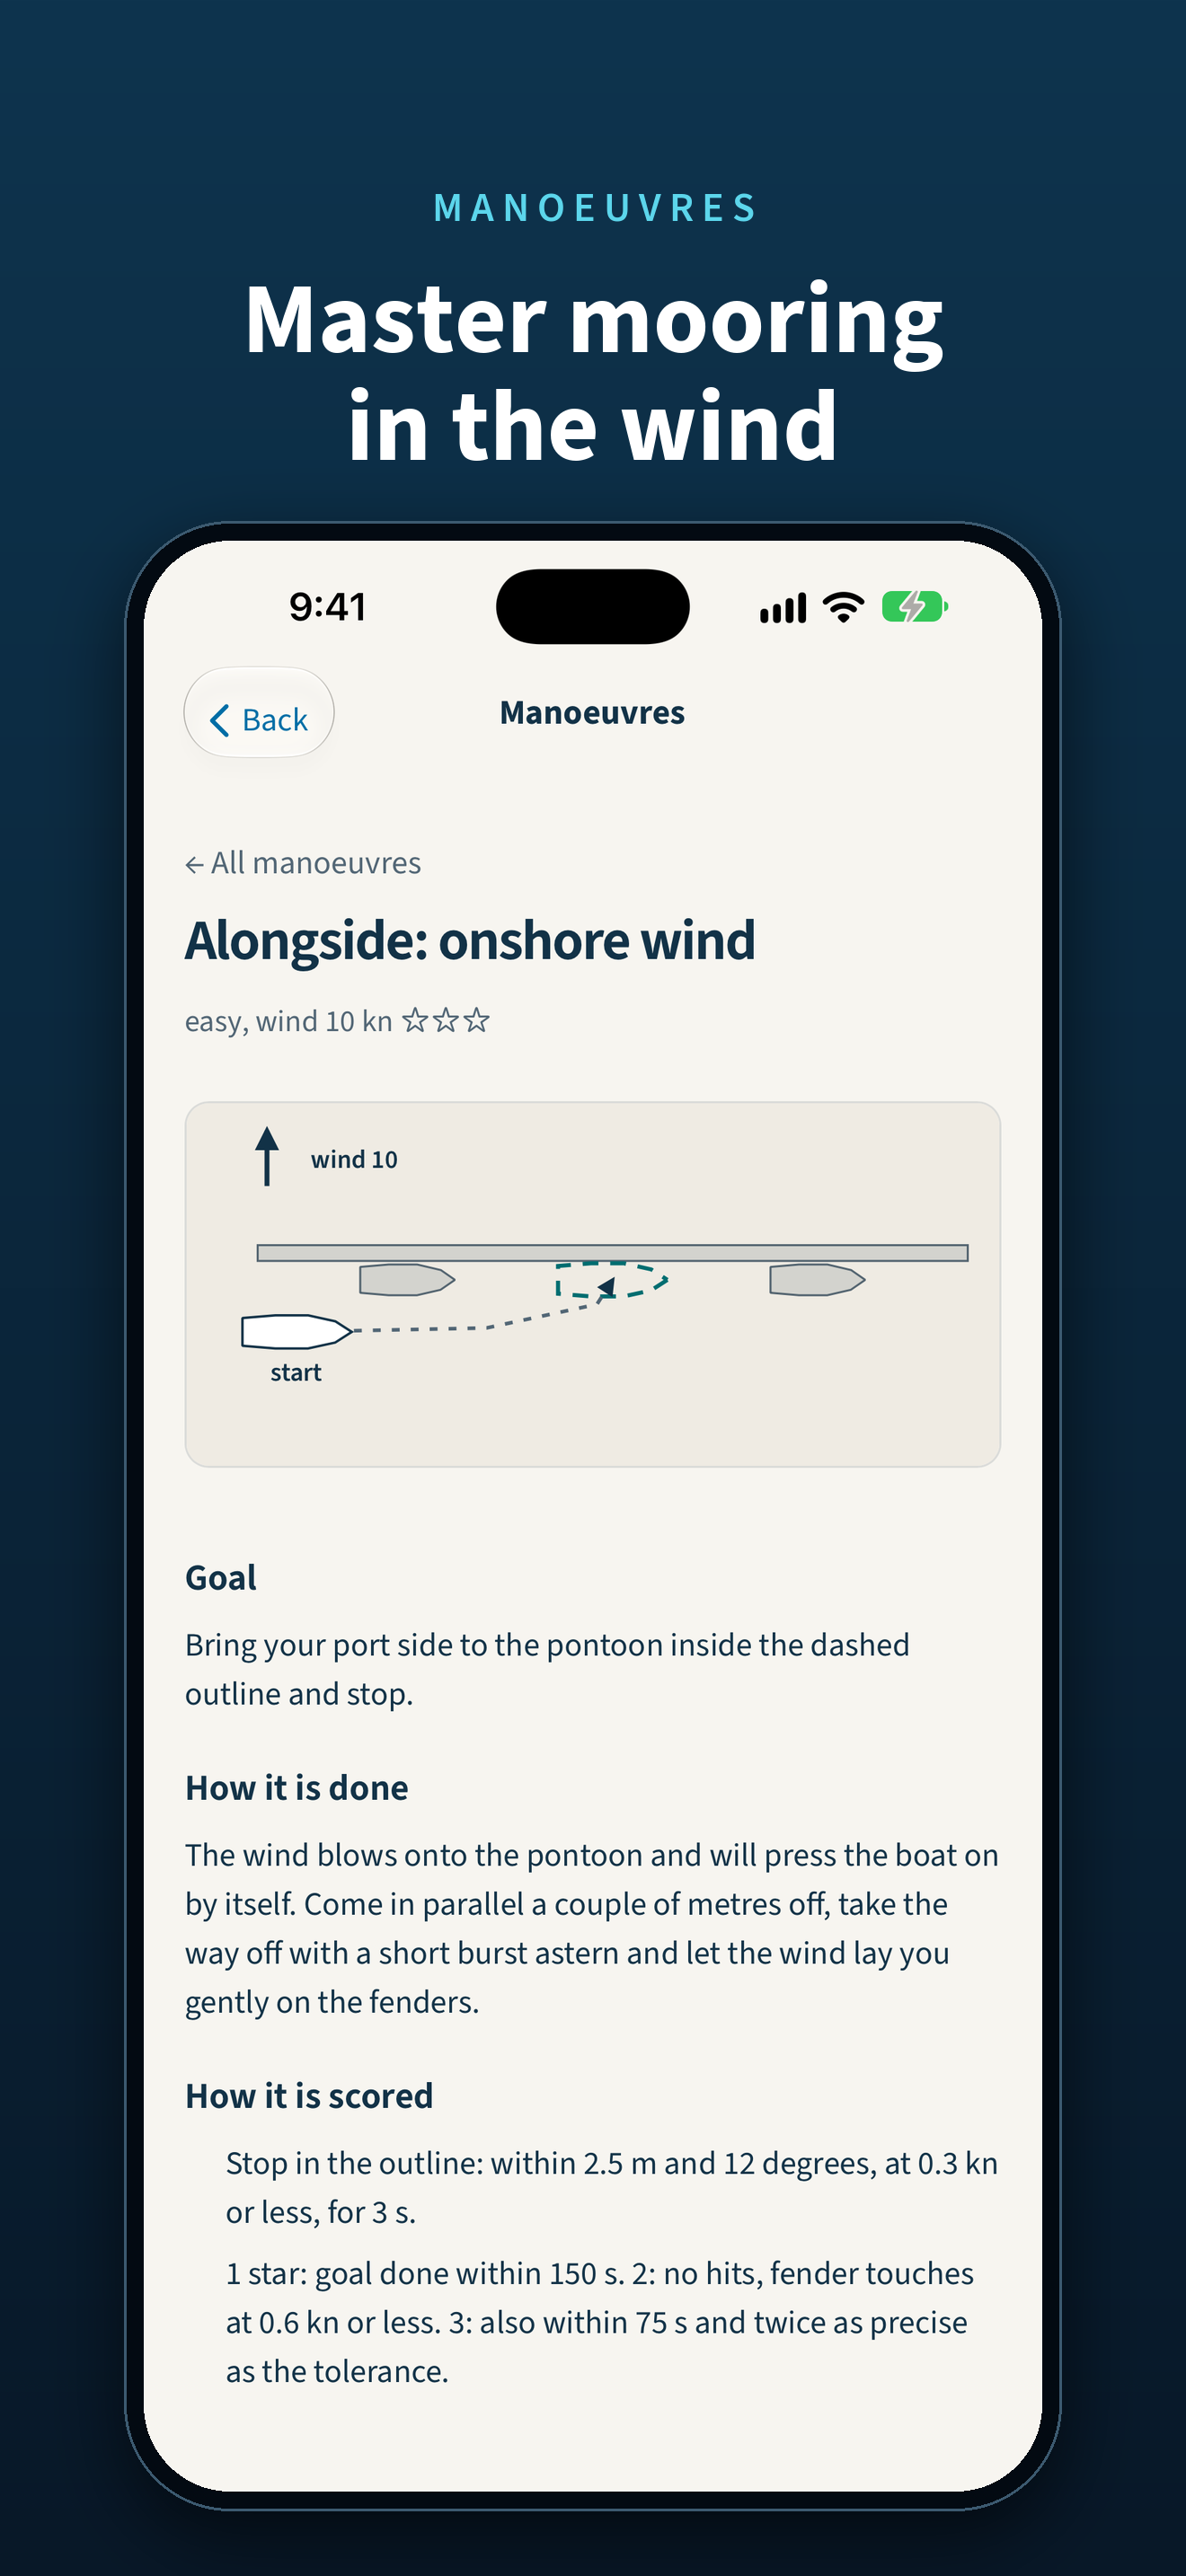 MANOEUVRES
Master mooring
in the wind
9:41
Back
Manoeuvres
← All manoeuvres
Alongside: onshore wind
easy, wind 10 kn ☆☆☆
wind 10
start
Goal
Bring your port side to the pontoon inside the dashed
outline and stop.
How it is done
The wind blows onto the pontoon and will press the boat on
by itself. Come in parallel a couple of metres off, take the
way off with a short burst astern and let the wind lay you
gently on the fenders.
How it is scored
Stop in the outline: within 2.5 m and 12 degrees, at 0.3 kn
or less, for 3 s.
1 star: goal done within 150 s. 2: no hits, fender touches
at 0.6 kn or less. 3: also within 75 s and twice as precise
as the tolerance.